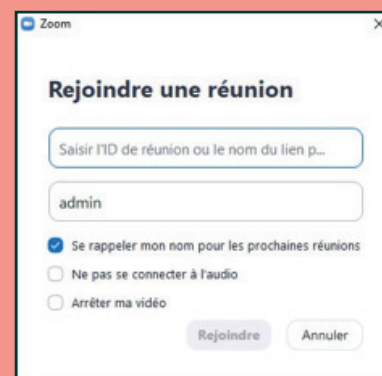 Zoom
Rejoindre une réunion
Saisir l'ID de réunion ou le nom du lien p...
admin
Se rappeler mon nom pour les prochaines réunions
Ne pas se connecter à l'audio
Arrêter ma vidéo
Rejoindre Annuler